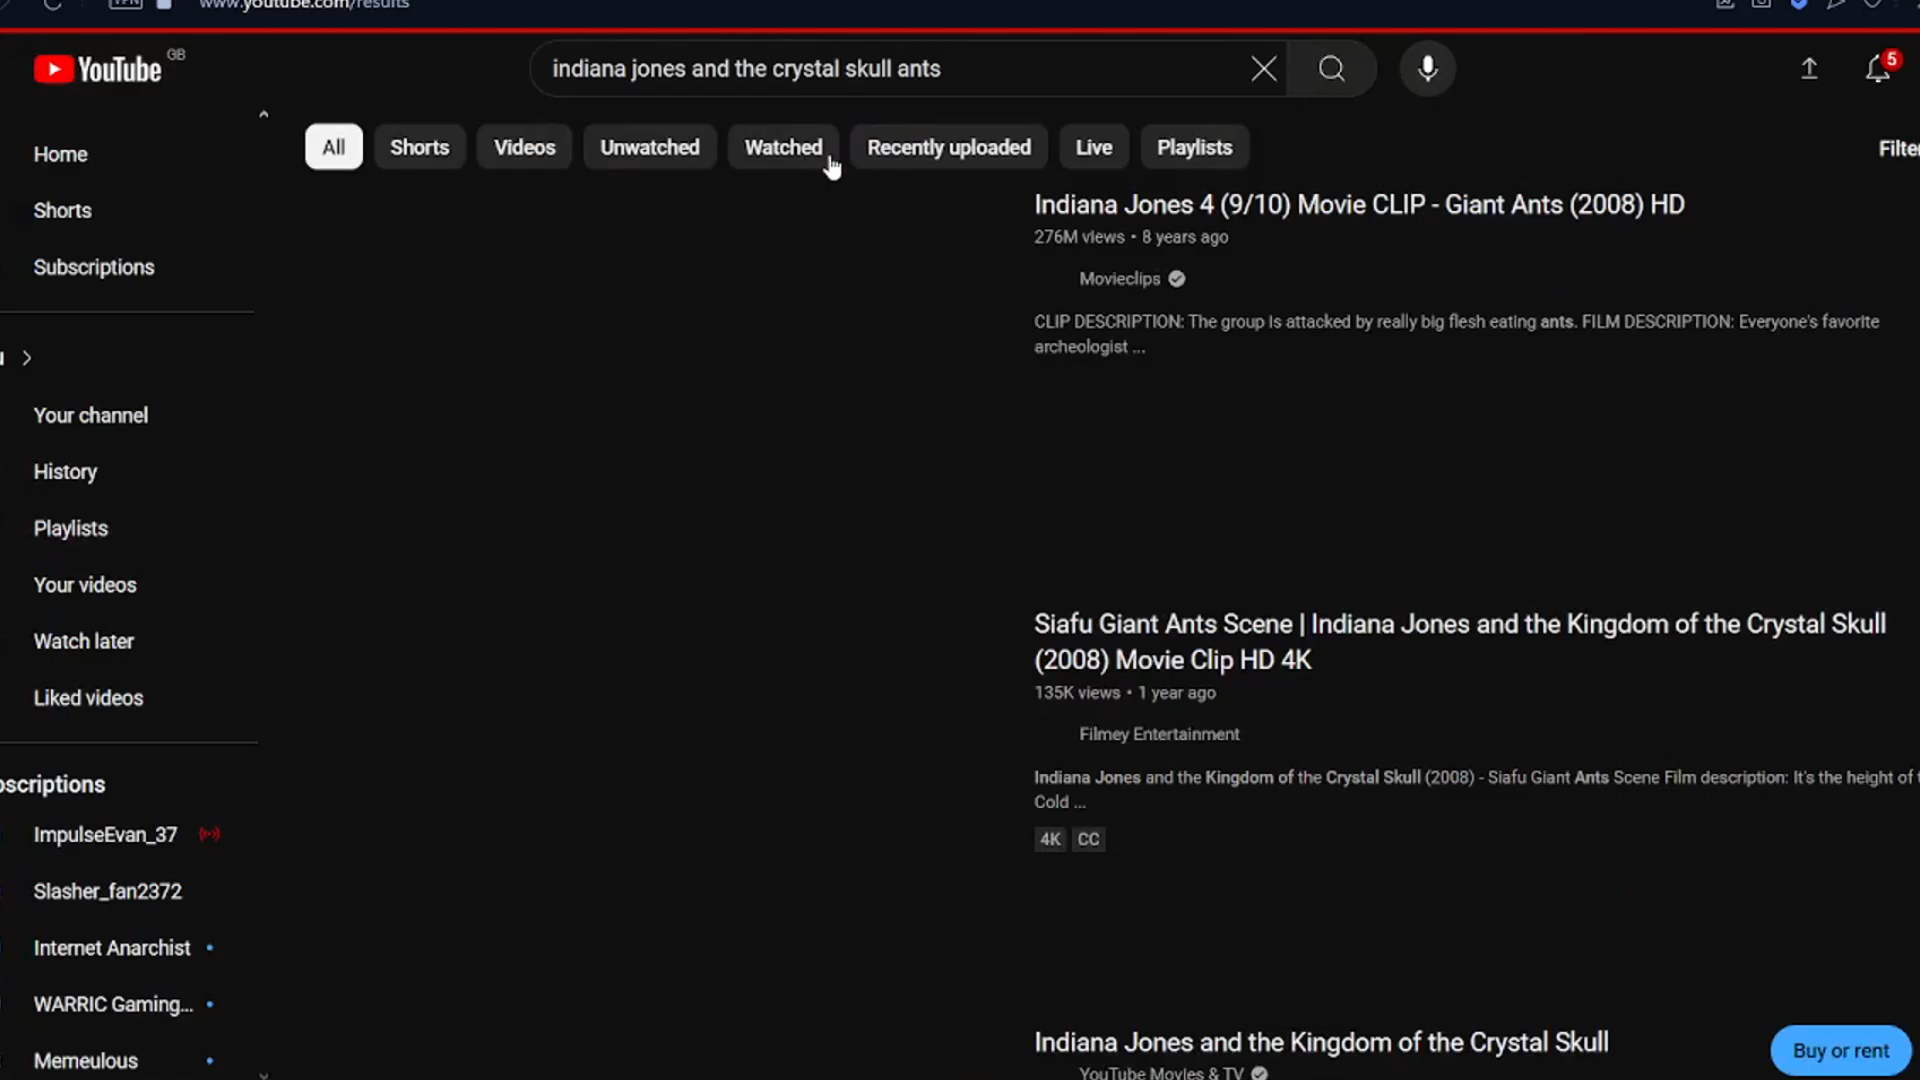 www.youtube.com/results
YouTube GB
indiana jones and the crystal skull ants
5
Home
Shorts
Subscriptions
Your channel
History
Playlists
Your videos
Watch later
Liked videos
bscriptions
ImpulseEvan_37
Slasher_fan2372
Internet Anarchist
WARRIC Gaming...
Memeulous
All
Shorts
Videos
Unwatched
Watched
Recently uploaded
Live
Playlists
Filter
Indiana Jones 4 (9/10) Movie CLIP - Giant Ants (2008) HD
276M views • 8 years ago
Movieclips
CLIP DESCRIPTION: The group is attacked by really big flesh eating ants. FILM DESCRIPTION: Everyone's favorite
archeologist ...
Siafu Giant Ants Scene | Indiana Jones and the Kingdom of the Crystal Skull
(2008) Movie Clip HD 4K
135K views • 1 year ago
Filmey Entertainment
Indiana Jones and the Kingdom of the Crystal Skull (2008) - Siafu Giant Ants Scene Film description: It's the height of t
Cold ...
4K CC
Indiana Jones and the Kingdom of the Crystal Skull
YouTube Movies & TV
Buy or rent